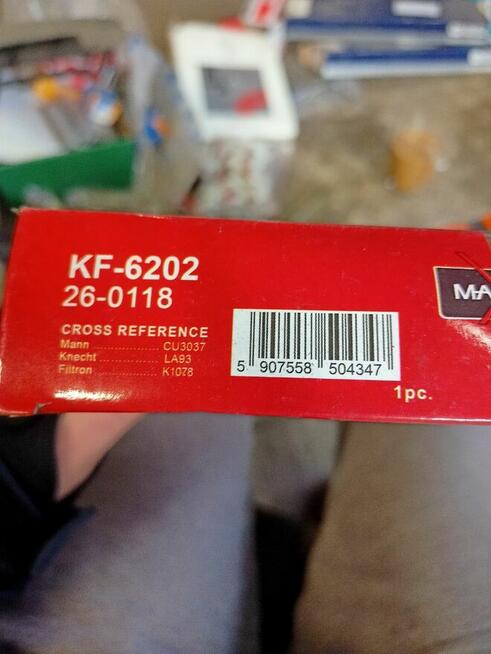 KF-6202
26-0118
CROSS REFERENCE
Mann .................... CU3037
Knecht .................. LA93
Filtron .................... K1078
5 907558 504347
1pc.
MA